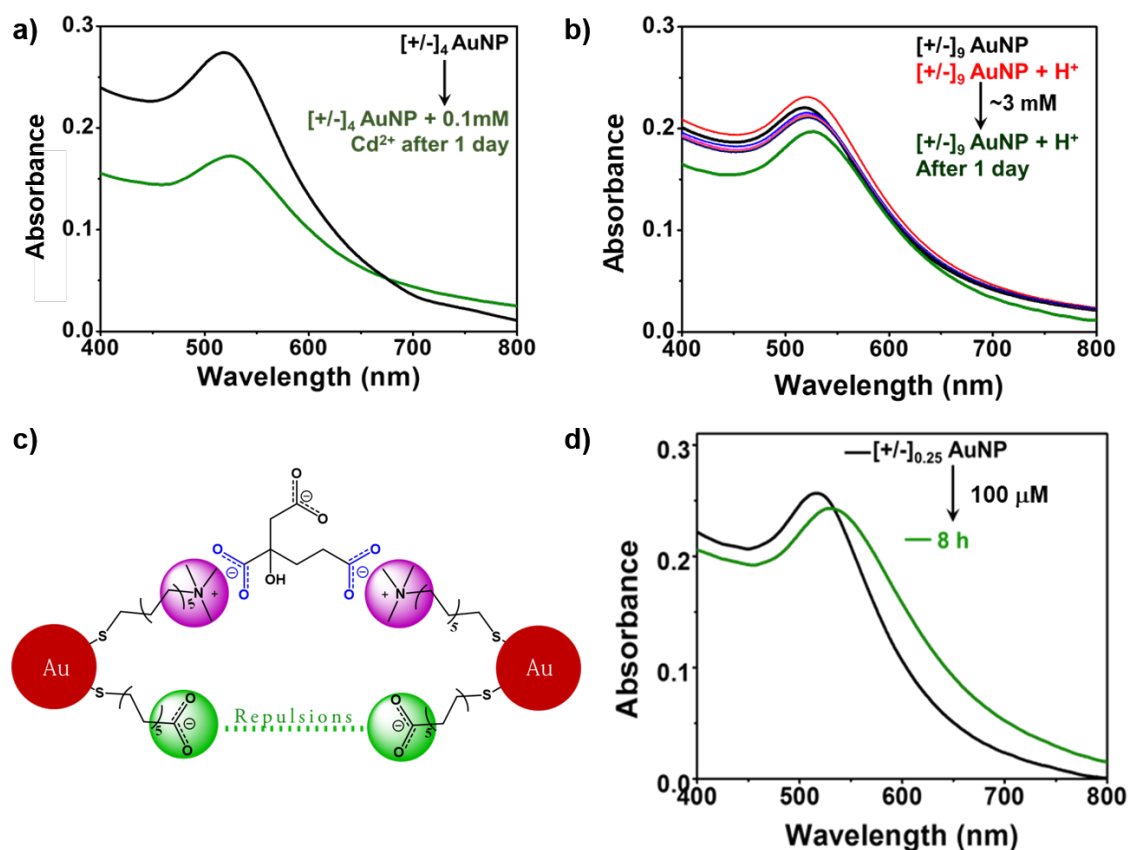 a)
0.3
0.2
0.1
0.0
Absorbance
400 500 600 700 800
Wavelength (nm)
[+/-]₄ AuNP
[+/-]₄ AuNP + 0.1mM
Cd²⁺ after 1 day
b)
0.3
0.2
0.1
0.0
Absorbance
400 500 600 700 800
Wavelength (nm)
[+/-]₉ AuNP
[+/-]₉ AuNP + H⁺
~3 mM
[+/-]₉ AuNP + H⁺
After 1 day
c)
O
O
⊖
O
O
O
O
⊖
⊖
OH
N
+
5
N
+
5
S
S
Au
Au
S
S
O
O
⊖
5
Repulsions
O
O
⊖
5
d)
0.3
0.2
0.1
0.0
Absorbance
400 500 600 700 800
Wavelength (nm)
[+/-]₀.₂₅ AuNP
100 μM
8 h